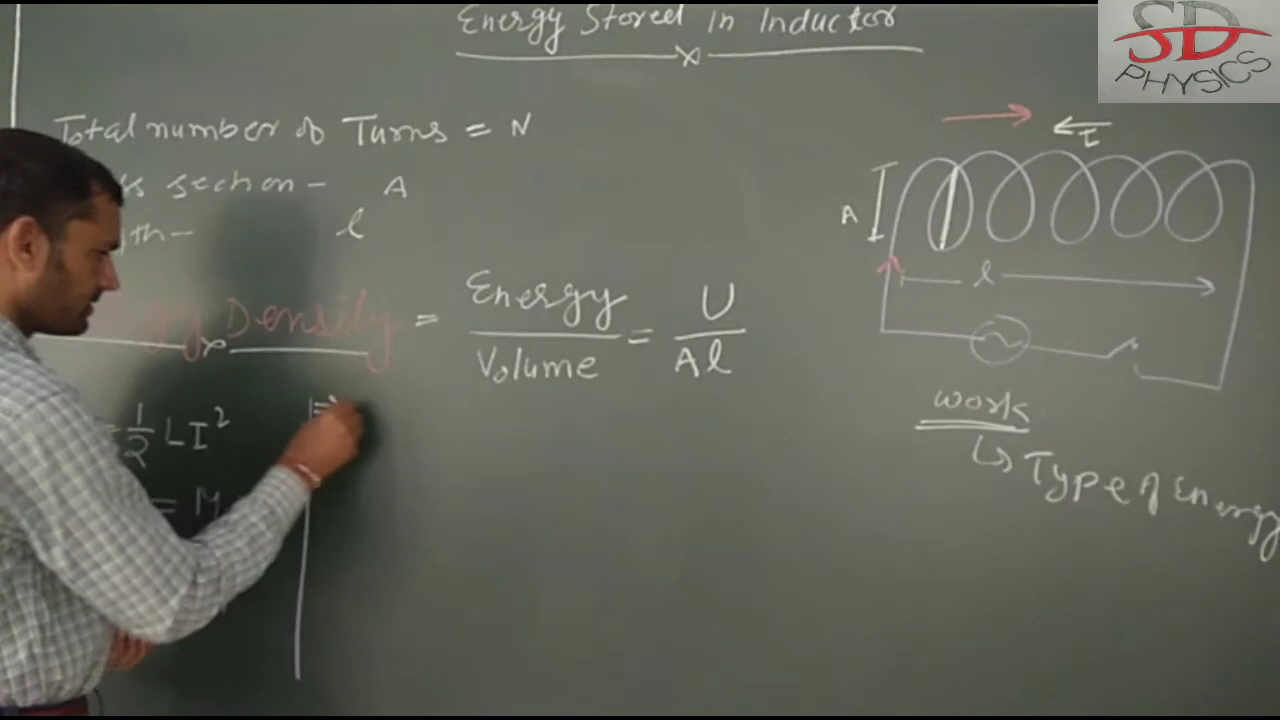 Energy Stored in Inductor
SD
PHYSICS
Total number of Turns = N
section - A
l
A
l
Density = Energy / Volume = U / Al
= 1/2 LI²
= M
⇒
work
↳ Type of Energy